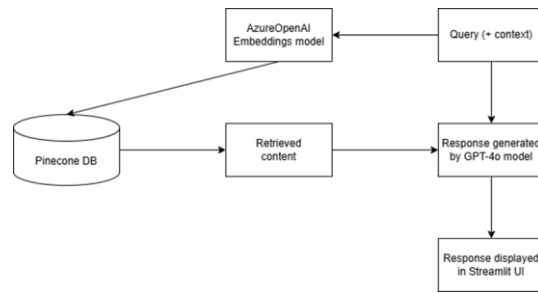 AzureOpenAI
Embeddings model
Query (+ context)
Pinecone DB
Retrieved
content
Response generated
by GPT-4o model
Response displayed
in Streamlit UI